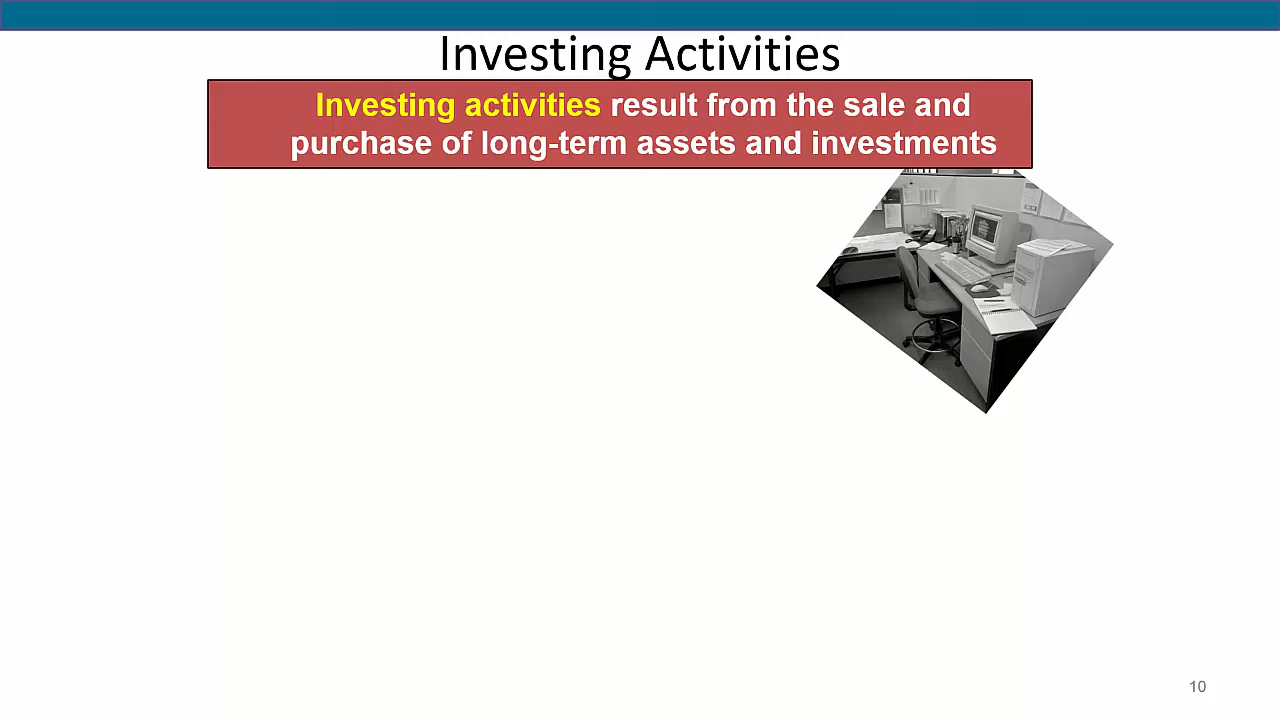 Investing Activities
Investing activities result from the sale and
purchase of long-term assets and investments
10